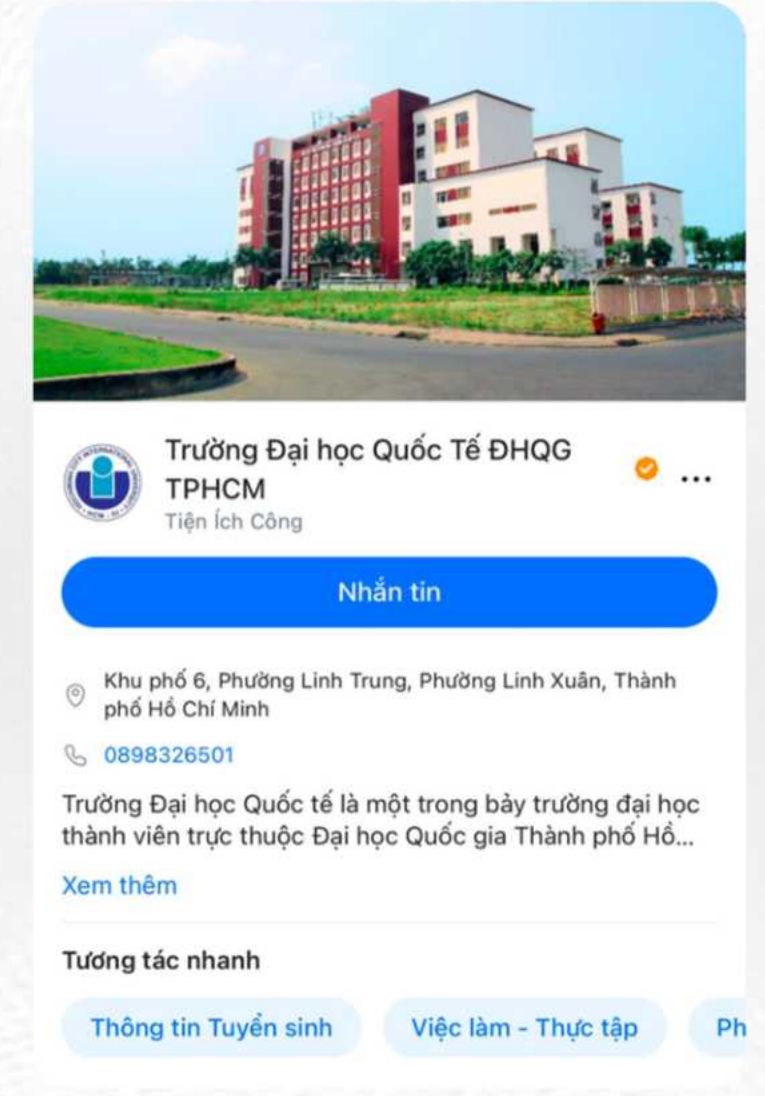 Trường Đại học Quốc Tế ĐHQG
TPHCM
Tiện Ích Công
Nhắn tin
Khu phố 6, Phường Linh Trung, Phường Linh Xuân, Thành
phố Hồ Chí Minh
0898326501
Trường Đại học Quốc tế là một trong bảy trường đại học
thành viên trực thuộc Đại học Quốc gia Thành phố Hồ...
Xem thêm
Tương tác nhanh
Thông tin Tuyển sinh
Việc làm - Thực tập
Ph